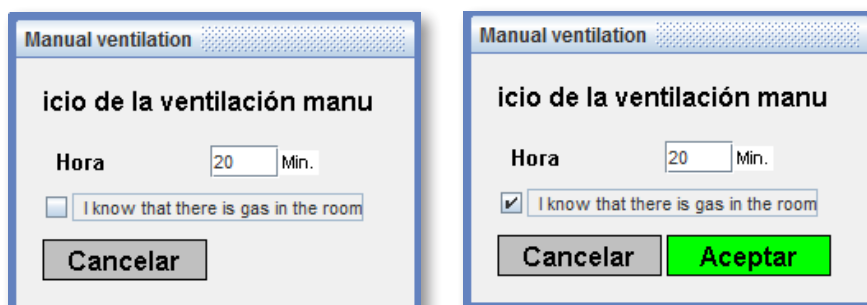 Manual ventilation
icio de la ventilación manu
Hora 20 Min.
I know that there is gas in the room
Cancelar
Manual ventilation
icio de la ventilación manu
Hora 20 Min.
I know that there is gas in the room
Cancelar Aceptar